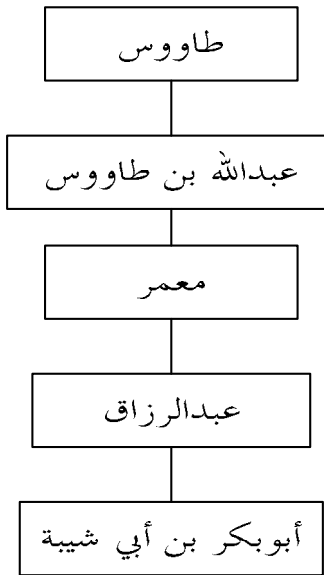 طاووس
عبدالله بن طاووس
معمر
عبدالرزاق
أبوبكر بن أبي شيبة